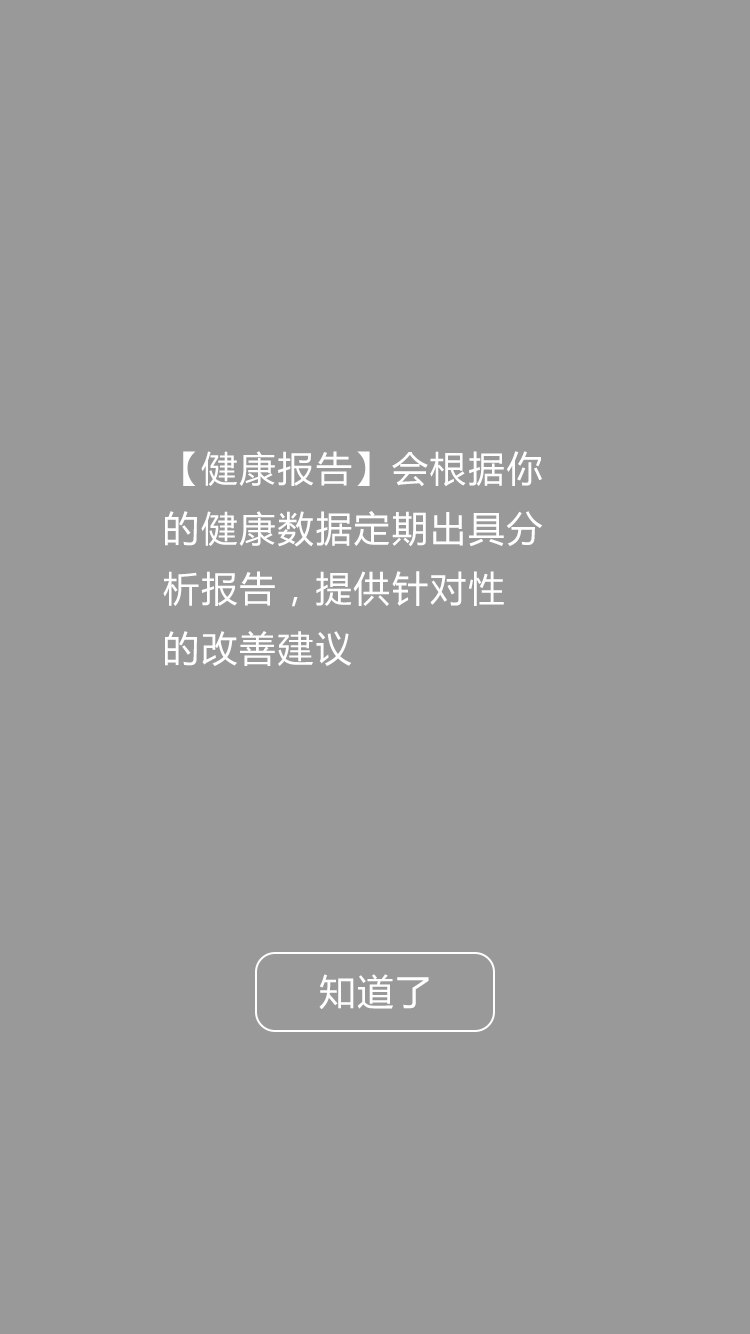 【健康报告】会根据你
的健康数据定期出具分
析报告，提供针对性
的改善建议
知道了